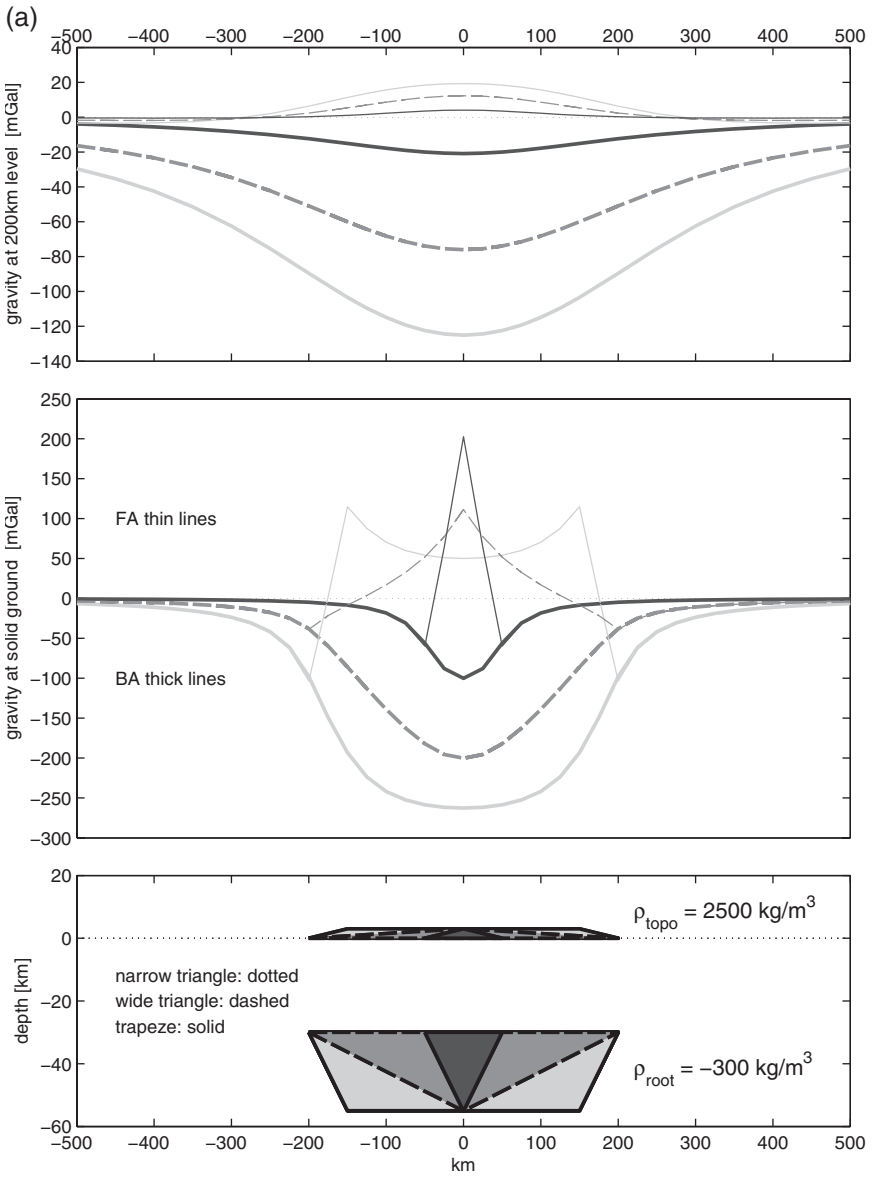 (a)
−500 −400 −300 −200 −100 0 100 200 300 400 500
40
20
0
−20
−40
−60
−80
−100
−120
−140
gravity at 200km level [mGal]
250
200
150
100
50
0
−50
−100
−150
−200
−250
−300
gravity at solid ground [mGal]
FA thin lines
BA thick lines
20
0
−20
−40
−60
depth [km]
ρtopo = 2500 kg/m³
narrow triangle: dotted
wide triangle: dashed
trapeze: solid
ρroot = −300 kg/m³
−500 −400 −300 −200 −100 0 100 200 300 400 500
km